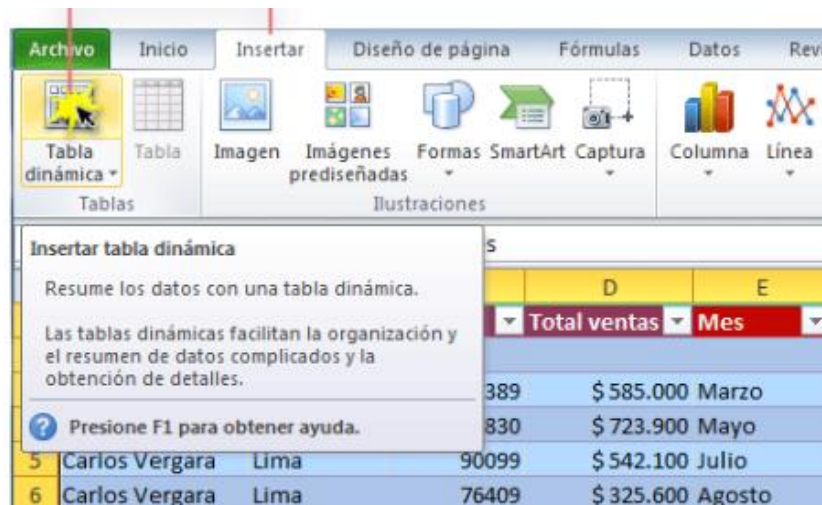 Archivo Inicio Insertar Diseño de página Fórmulas Datos Revi
Tabla dinámica Tabla Imagen Imágenes prediseñadas Formas SmartArt Captura Columna Línea
Tablas Ilustraciones
Insertar tabla dinámica
Resume los datos con una tabla dinámica.
Las tablas dinámicas facilitan la organización y
el resumen de datos complicados y la
obtención de detalles.
Presione F1 para obtener ayuda.
s
D E
Total ventas Mes
389 $ 585.000 Marzo
830 $ 723.900 Mayo
5 Carlos Vergara Lima 90099 $ 542.100 Julio
6 Carlos Vergara Lima 76409 $ 325.600 Agosto